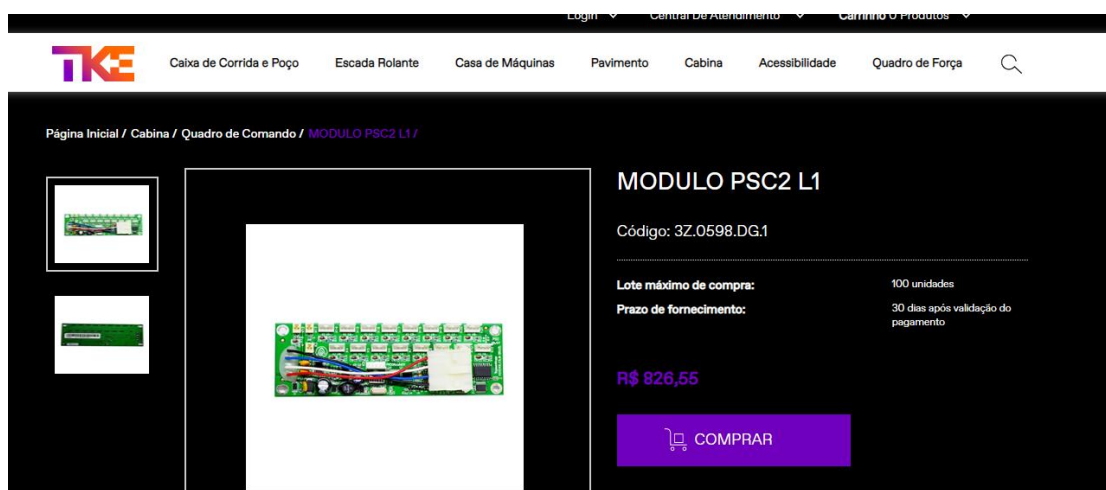 Login
Central De Atendimento
Carrinho 0 Produtos
TKE
Caixa de Corrida e Poço
Escada Rolante
Casa de Máquinas
Pavimento
Cabina
Acessibilidade
Quadro de Força
Página Inicial / Cabina / Quadro de Comando / MODULO PSC2 L1 /
MODULO PSC2 L1
Código: 3Z.0598.DG.1
Lote máximo de compra:
100 unidades
Prazo de fornecimento:
30 dias após validação do
pagamento
R$ 826,55
COMPRAR